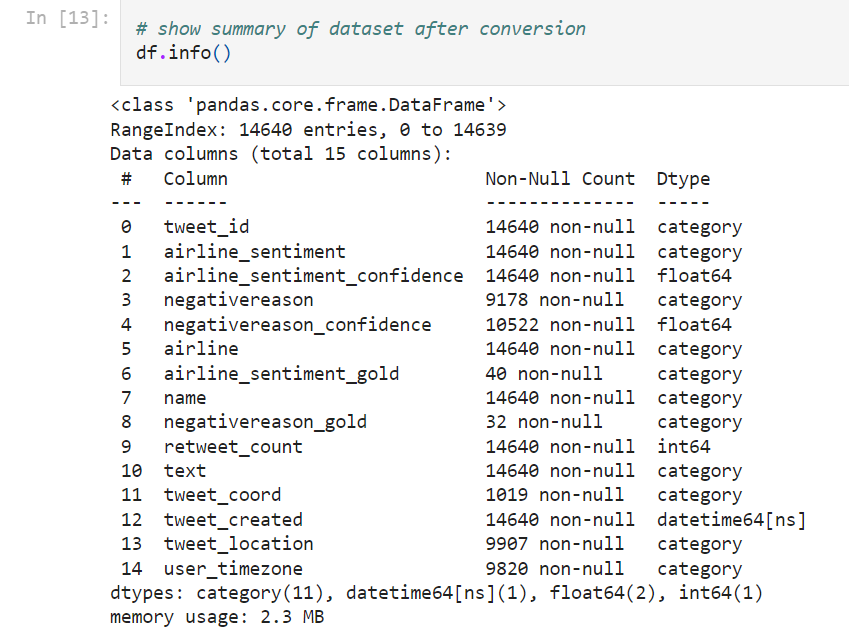 In [13]:
# show summary of dataset after conversion
df.info()
<class 'pandas.core.frame.DataFrame'>
RangeIndex: 14640 entries, 0 to 14639
Data columns (total 15 columns):
 #   Column                        Non-Null Count  Dtype
---  ------                        --------------  -----
 0   tweet_id                      14640 non-null  category
 1   airline_sentiment             14640 non-null  category
 2   airline_sentiment_confidence  14640 non-null  float64
 3   negativereason                9178 non-null   category
 4   negativereason_confidence     10522 non-null  float64
 5   airline                       14640 non-null  category
 6   airline_sentiment_gold        40 non-null     category
 7   name                          14640 non-null  category
 8   negativereason_gold           32 non-null     category
 9   retweet_count                 14640 non-null  int64
 10  text                          14640 non-null  category
 11  tweet_coord                   1019 non-null   category
 12  tweet_created                 14640 non-null  datetime64[ns]
 13  tweet_location                9907 non-null   category
 14  user_timezone                 9820 non-null   category
dtypes: category(11), datetime64[ns](1), float64(2), int64(1)
memory usage: 2.3 MB